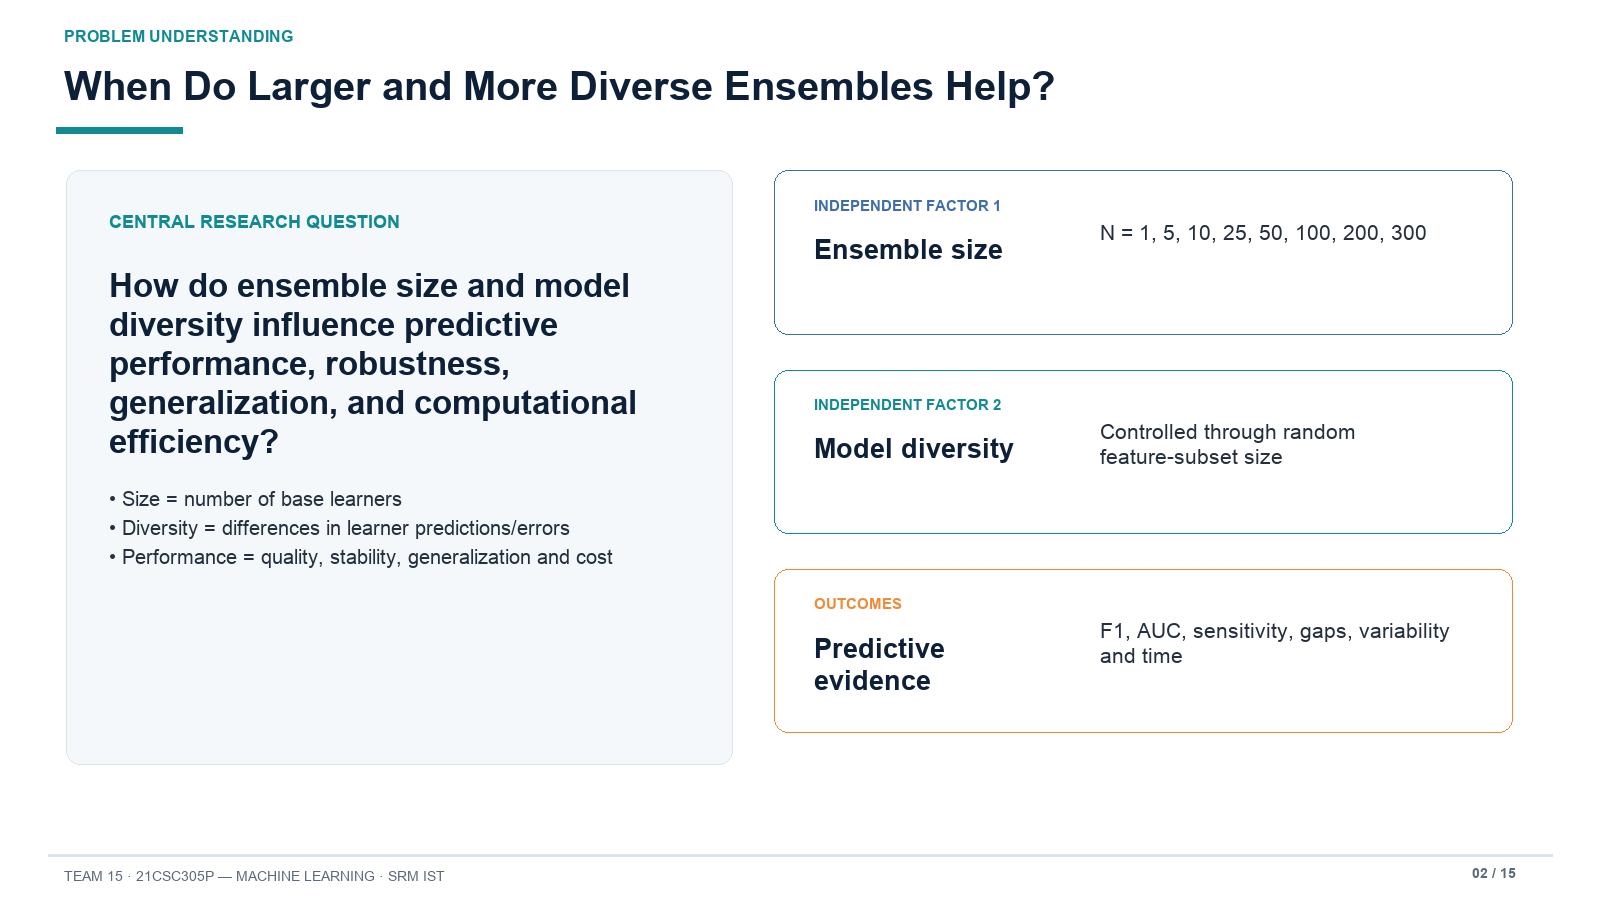 PROBLEM UNDERSTANDING
When Do Larger and More Diverse Ensembles Help?
CENTRAL RESEARCH QUESTION
How do ensemble size and model
diversity influence predictive
performance, robustness,
generalization, and computational
efficiency?
• Size = number of base learners
• Diversity = differences in learner predictions/errors
• Performance = quality, stability, generalization and cost
INDEPENDENT FACTOR 1
Ensemble size
N = 1, 5, 10, 25, 50, 100, 200, 300
INDEPENDENT FACTOR 2
Model diversity
Controlled through random
feature-subset size
OUTCOMES
Predictive
evidence
F1, AUC, sensitivity, gaps, variability
and time
TEAM 15 · 21CSC305P — MACHINE LEARNING · SRM IST
02 / 15